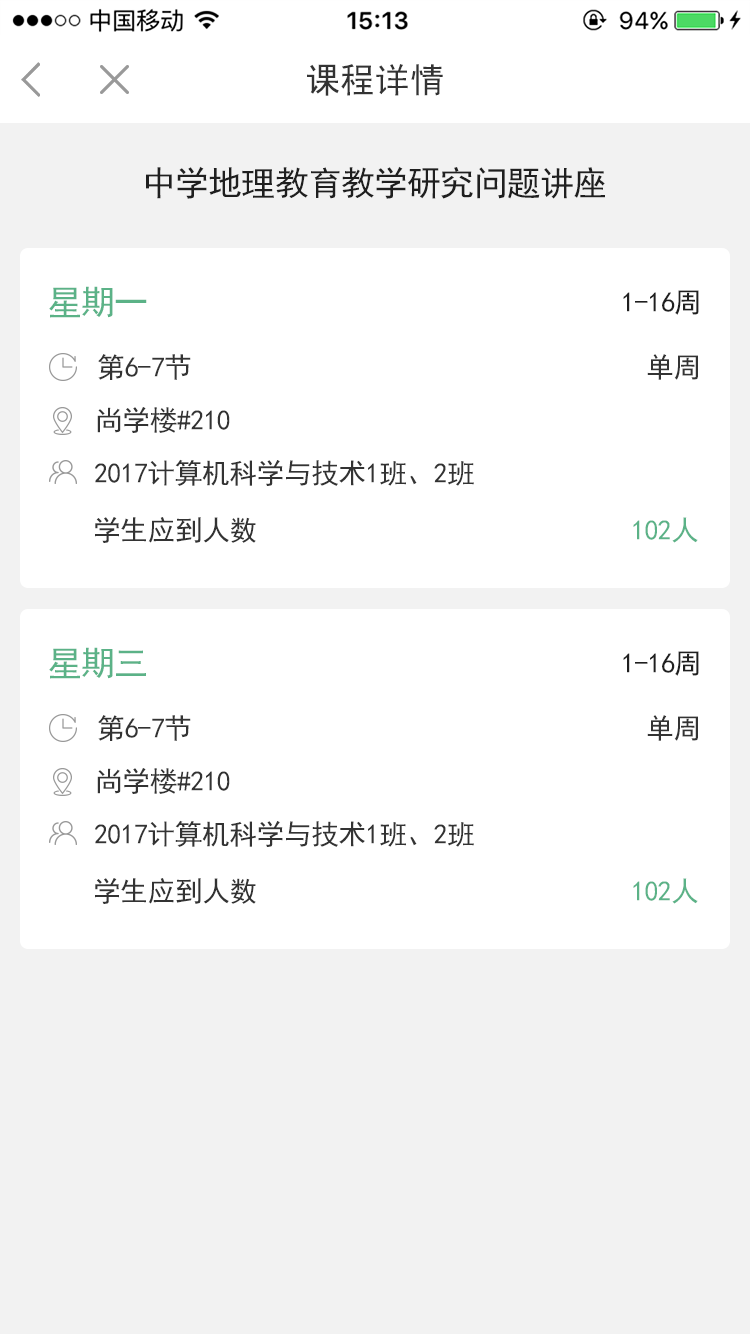 中国移动 15:13 94%
课程详情
中学地理教育教学研究问题讲座
星期一 1-16周
第6-7节 单周
尚学楼#210
2017计算机科学与技术1班、2班
学生应到人数 102人
星期三 1-16周
第6-7节 单周
尚学楼#210
2017计算机科学与技术1班、2班
学生应到人数 102人